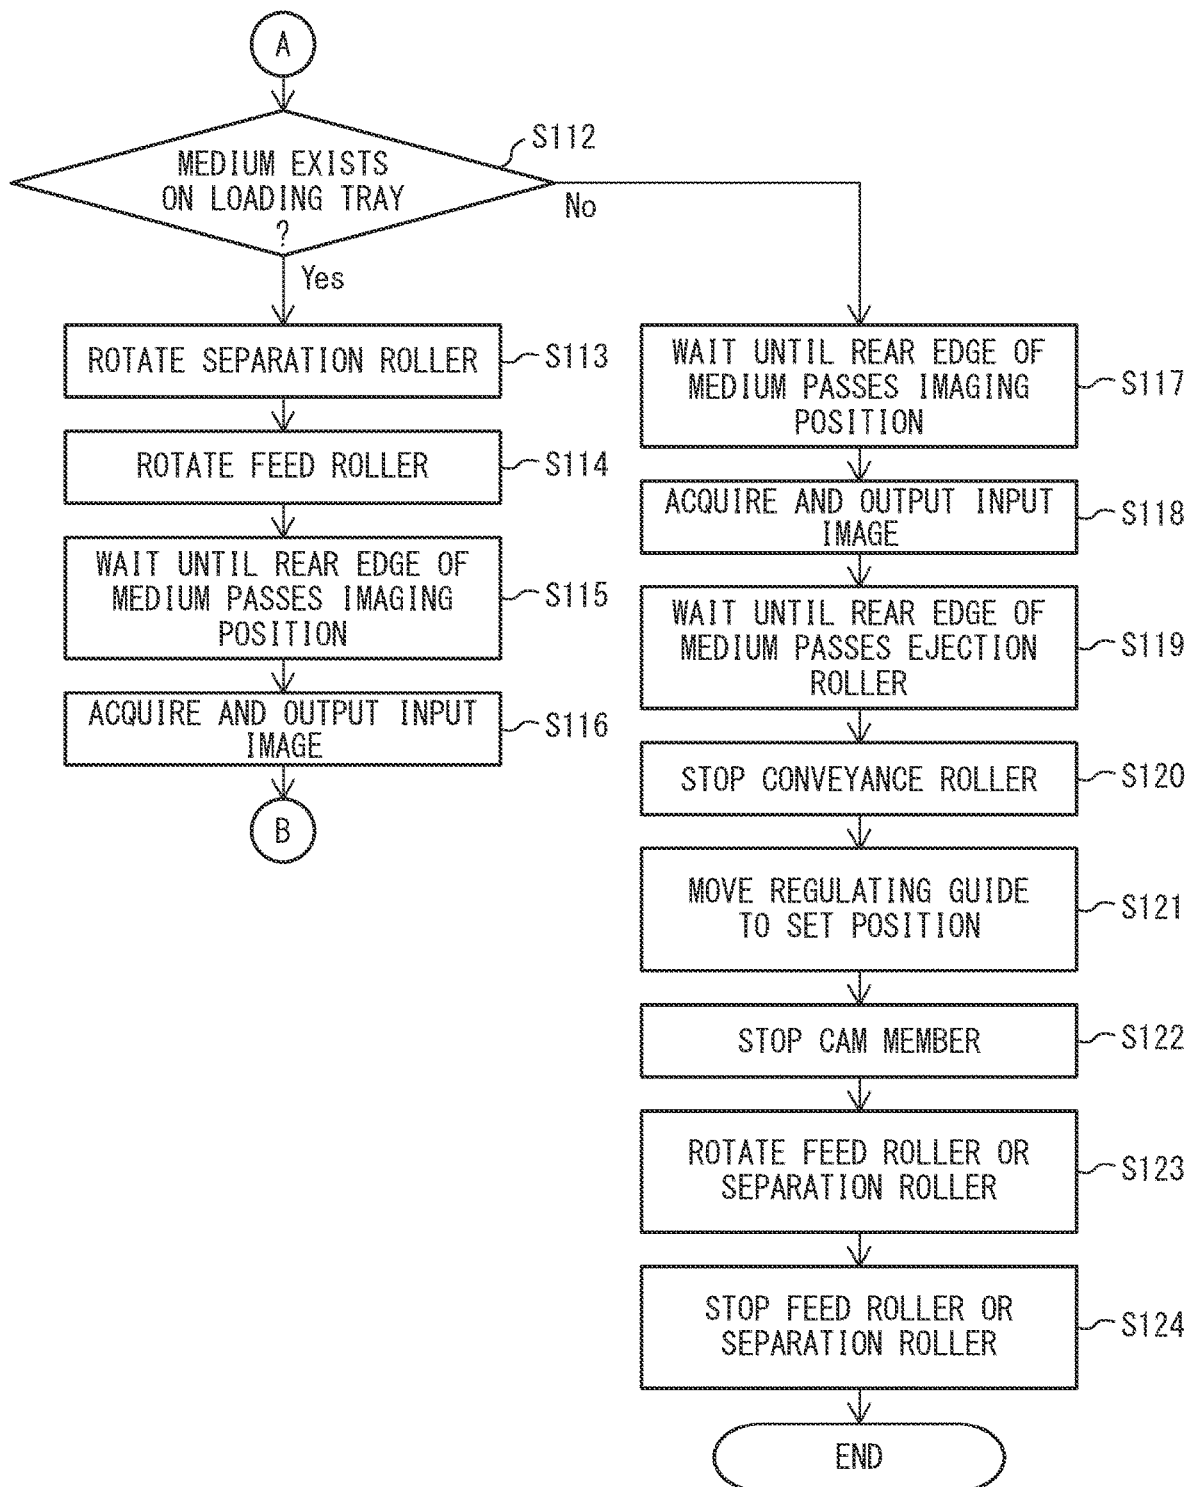 A
MEDIUM EXISTS
ON LOADING TRAY
?
S112
No
Yes
ROTATE SEPARATION ROLLER
S113
ROTATE FEED ROLLER
S114
WAIT UNTIL REAR EDGE OF
MEDIUM PASSES IMAGING
POSITION
S115
ACQUIRE AND OUTPUT INPUT
IMAGE
S116
B
WAIT UNTIL REAR EDGE OF
MEDIUM PASSES IMAGING
POSITION
S117
ACQUIRE AND OUTPUT INPUT
IMAGE
S118
WAIT UNTIL REAR EDGE OF
MEDIUM PASSES EJECTION
ROLLER
S119
STOP CONVEYANCE ROLLER
S120
MOVE REGULATING GUIDE
TO SET POSITION
S121
STOP CAM MEMBER
S122
ROTATE FEED ROLLER OR
SEPARATION ROLLER
S123
STOP FEED ROLLER OR
SEPARATION ROLLER
S124
END